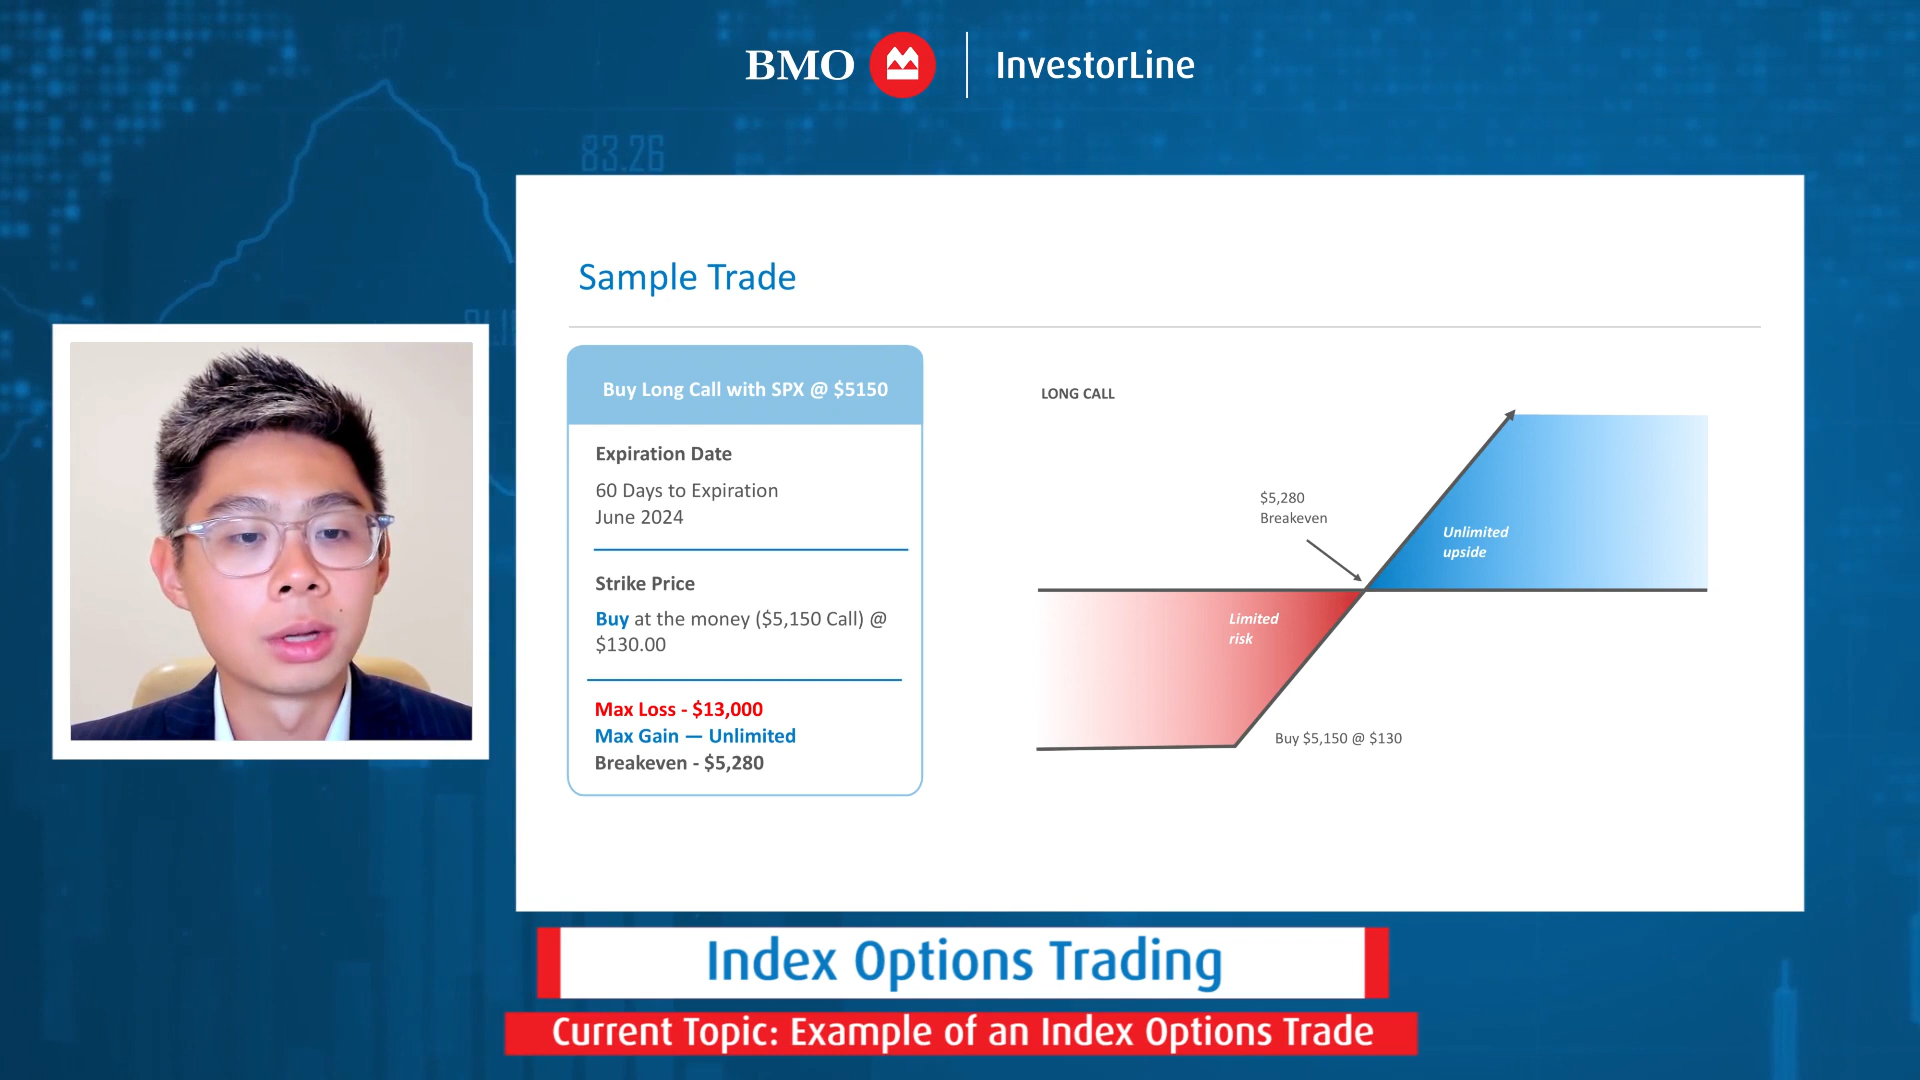 BMO InvestorLine
83.26
Sample Trade
Buy Long Call with SPX @ $5150
Expiration Date
60 Days to Expiration
June 2024
Strike Price
Buy at the money ($5,150 Call) @
$130.00
Max Loss - $13,000
Max Gain — Unlimited
Breakeven - $5,280
LONG CALL
$5,280
Breakeven
Unlimited
upside
Limited
risk
Buy $5,150 @ $130
Index Options Trading
Current Topic: Example of an Index Options Trade